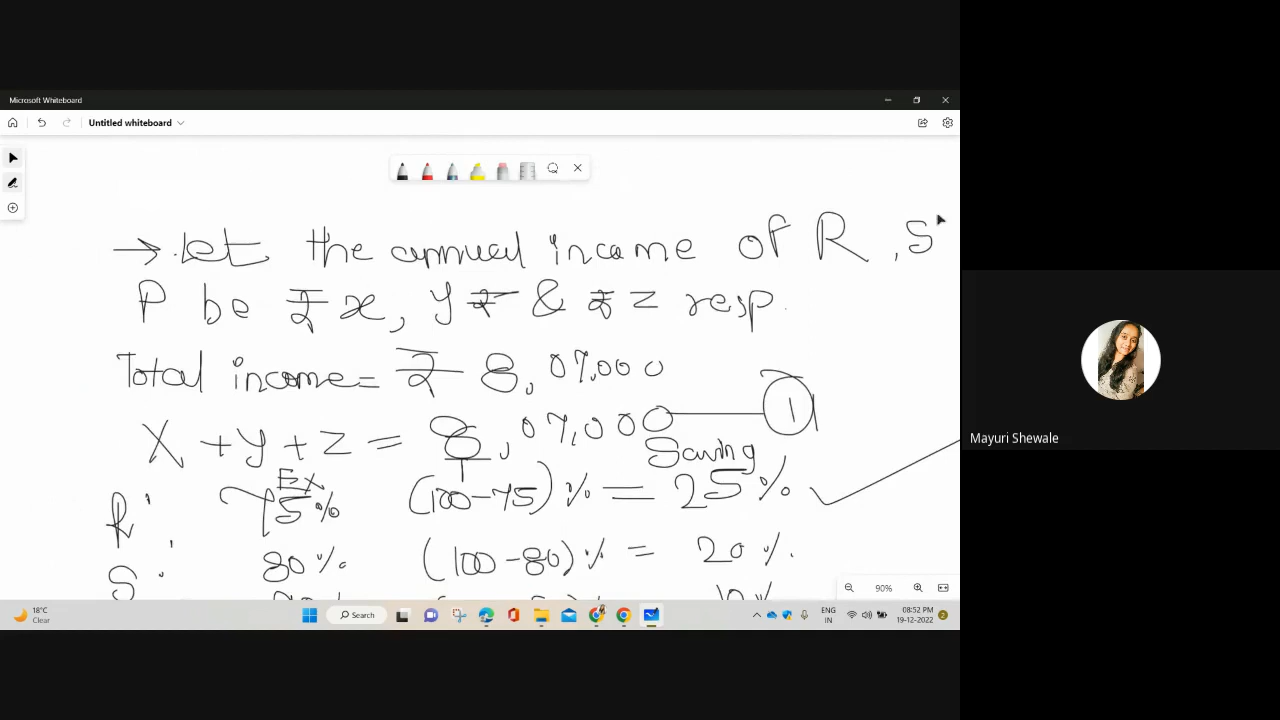 Microsoft Whiteboard
Untitled whiteboard
→ Let the annual income of R, S
P be ₹ x, y ₹ & ₹ z resp.
Total income = ₹ 8,07,000
X + y + z = 8,07,000 — 1
Ex Saving
R: 75% (100-75)% = 25%
S: 80% (100-80)% = 20%
10%
90%
Mayuri Shewale
18°C
Clear
Search
ENG
IN
08:52 PM
19-12-2022
2